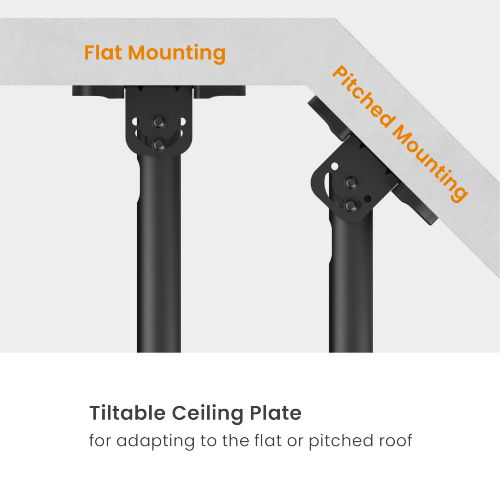 Flat Mounting
Pitched Mounting
Tiltable Ceiling Plate
for adapting to the flat or pitched roof